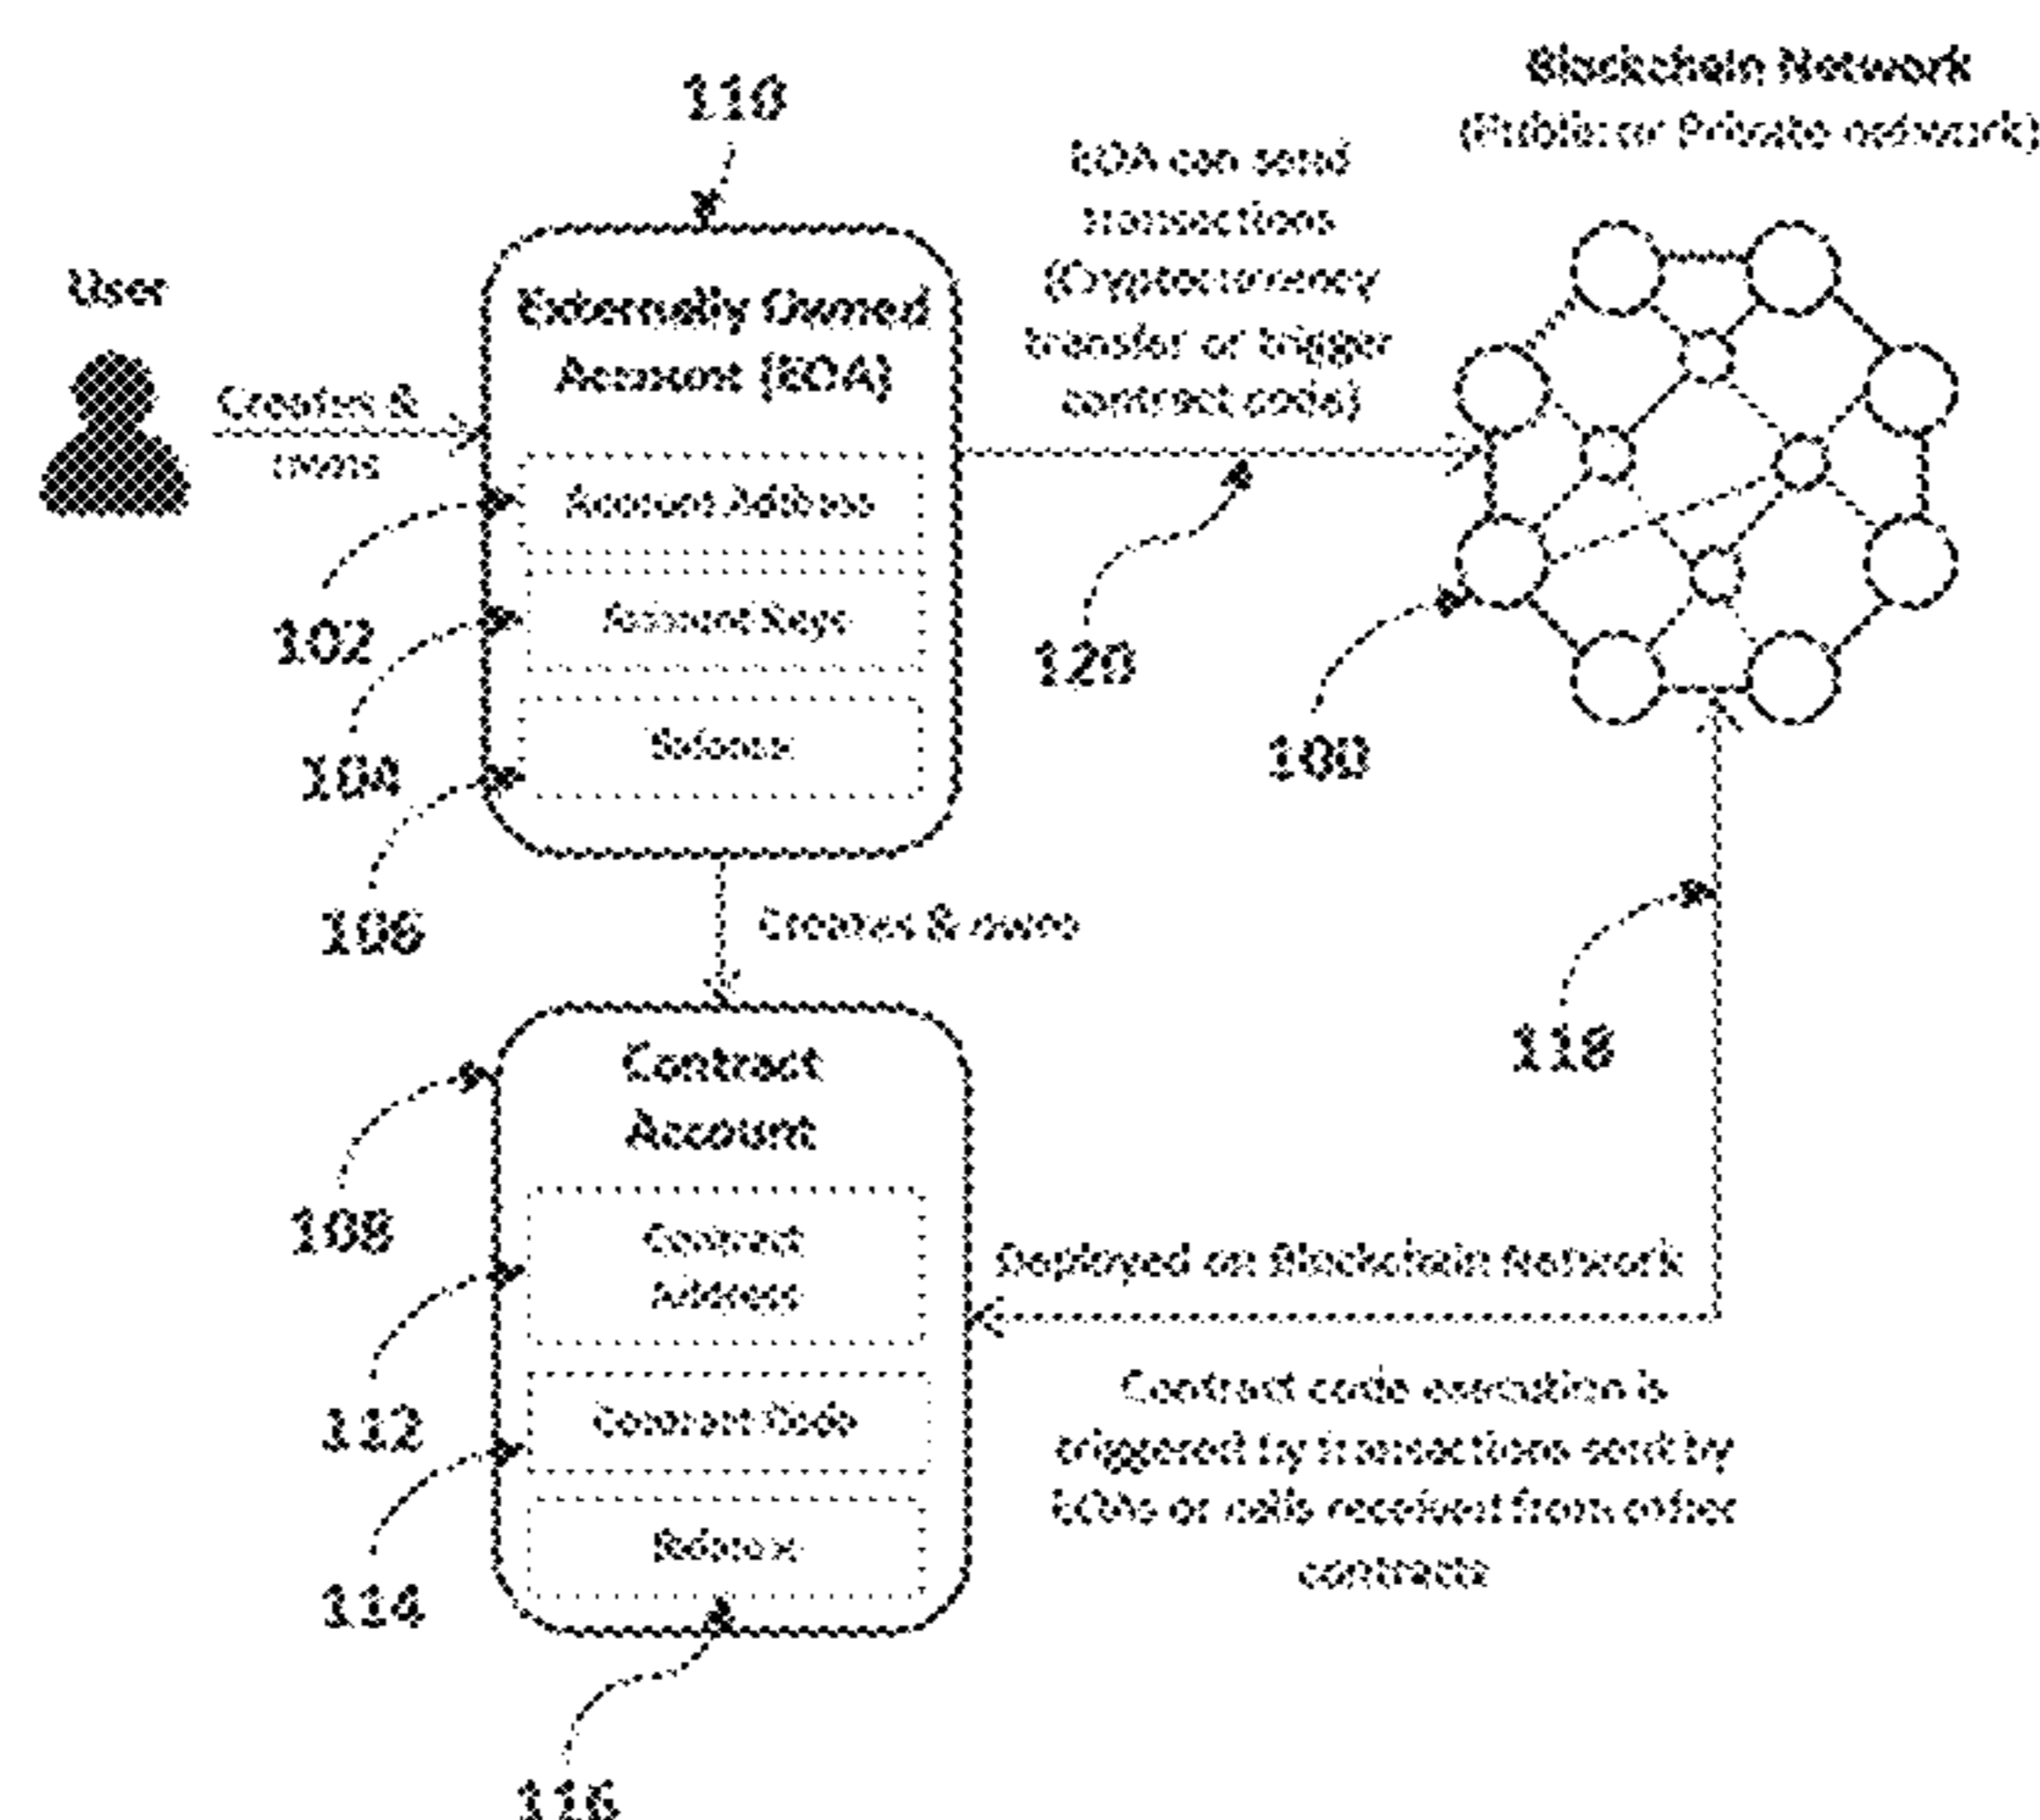 110
Blockchain Network
(Public or Private network)
EOA can send
transactions
(Cryptocurrency
transfer or trigger
contract code)
User
Externally Owned
Account (EOA)
Creates &
owns
Account Address
Account Keys
Balance
102
104
106
120
100
Creates & owns
118
Contract
Account
108
Contract
Address
Deployed on Blockchain Network
112
Contract Code
Contract code execution is
triggered by transactions sent by
EOAs or calls received from other
contracts
Balance
114
116